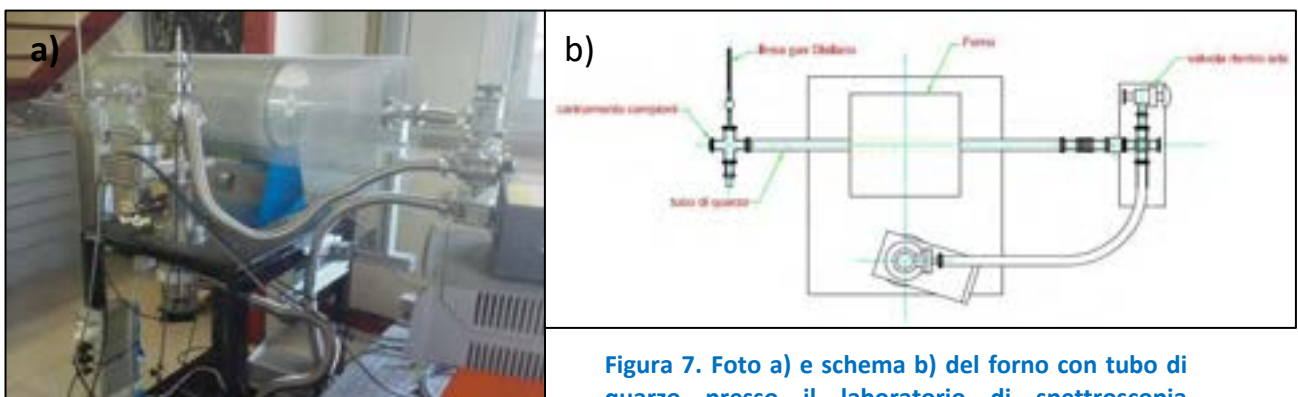 a)
b)
linea gas
Forno
valvola rientro aria
caricamento campioni
tubo di quarzo
Figura 7. Foto a) e schema b) del forno con tubo di
quarzo presso il laboratorio di spettroscopia